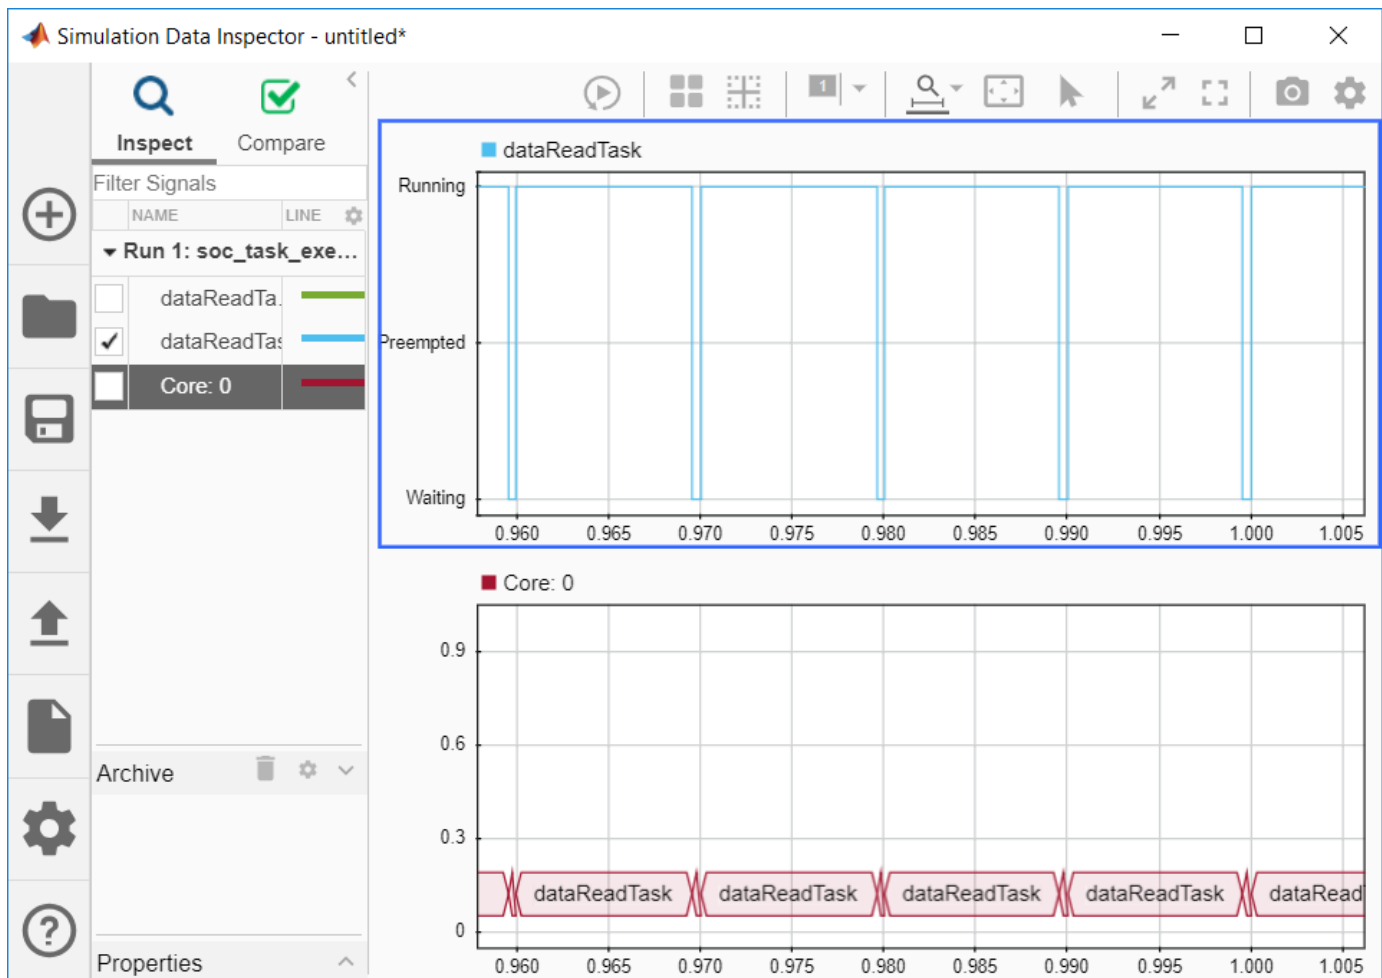 Simulation Data Inspector - untitled*
Inspect
Compare
Filter Signals
NAME
LINE
Run 1: soc_task_exe...
dataReadTa.
dataReadTas
Core: 0
Archive
Properties
1
dataReadTask
Running
Preempted
Waiting
0.960 0.965 0.970 0.975 0.980 0.985 0.990 0.995 1.000 1.005
Core: 0
0.9
0.6
0.3
dataReadTask dataReadTask dataReadTask dataReadTask dataReadT
0
0.960 0.965 0.970 0.975 0.980 0.985 0.990 0.995 1.000 1.005